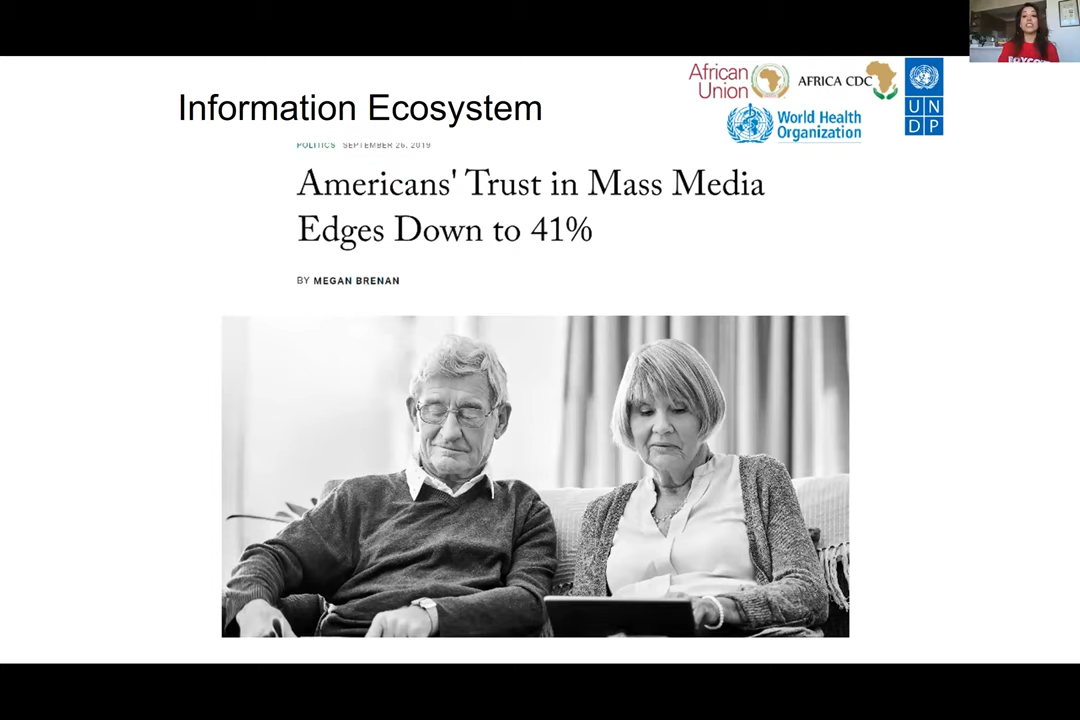 African
Union
AFRICA CDC
World Health
Organization
U N
D P
Information Ecosystem
POLITICS SEPTEMBER 26, 2019
Americans' Trust in Mass Media
Edges Down to 41%
BY MEGAN BRENAN